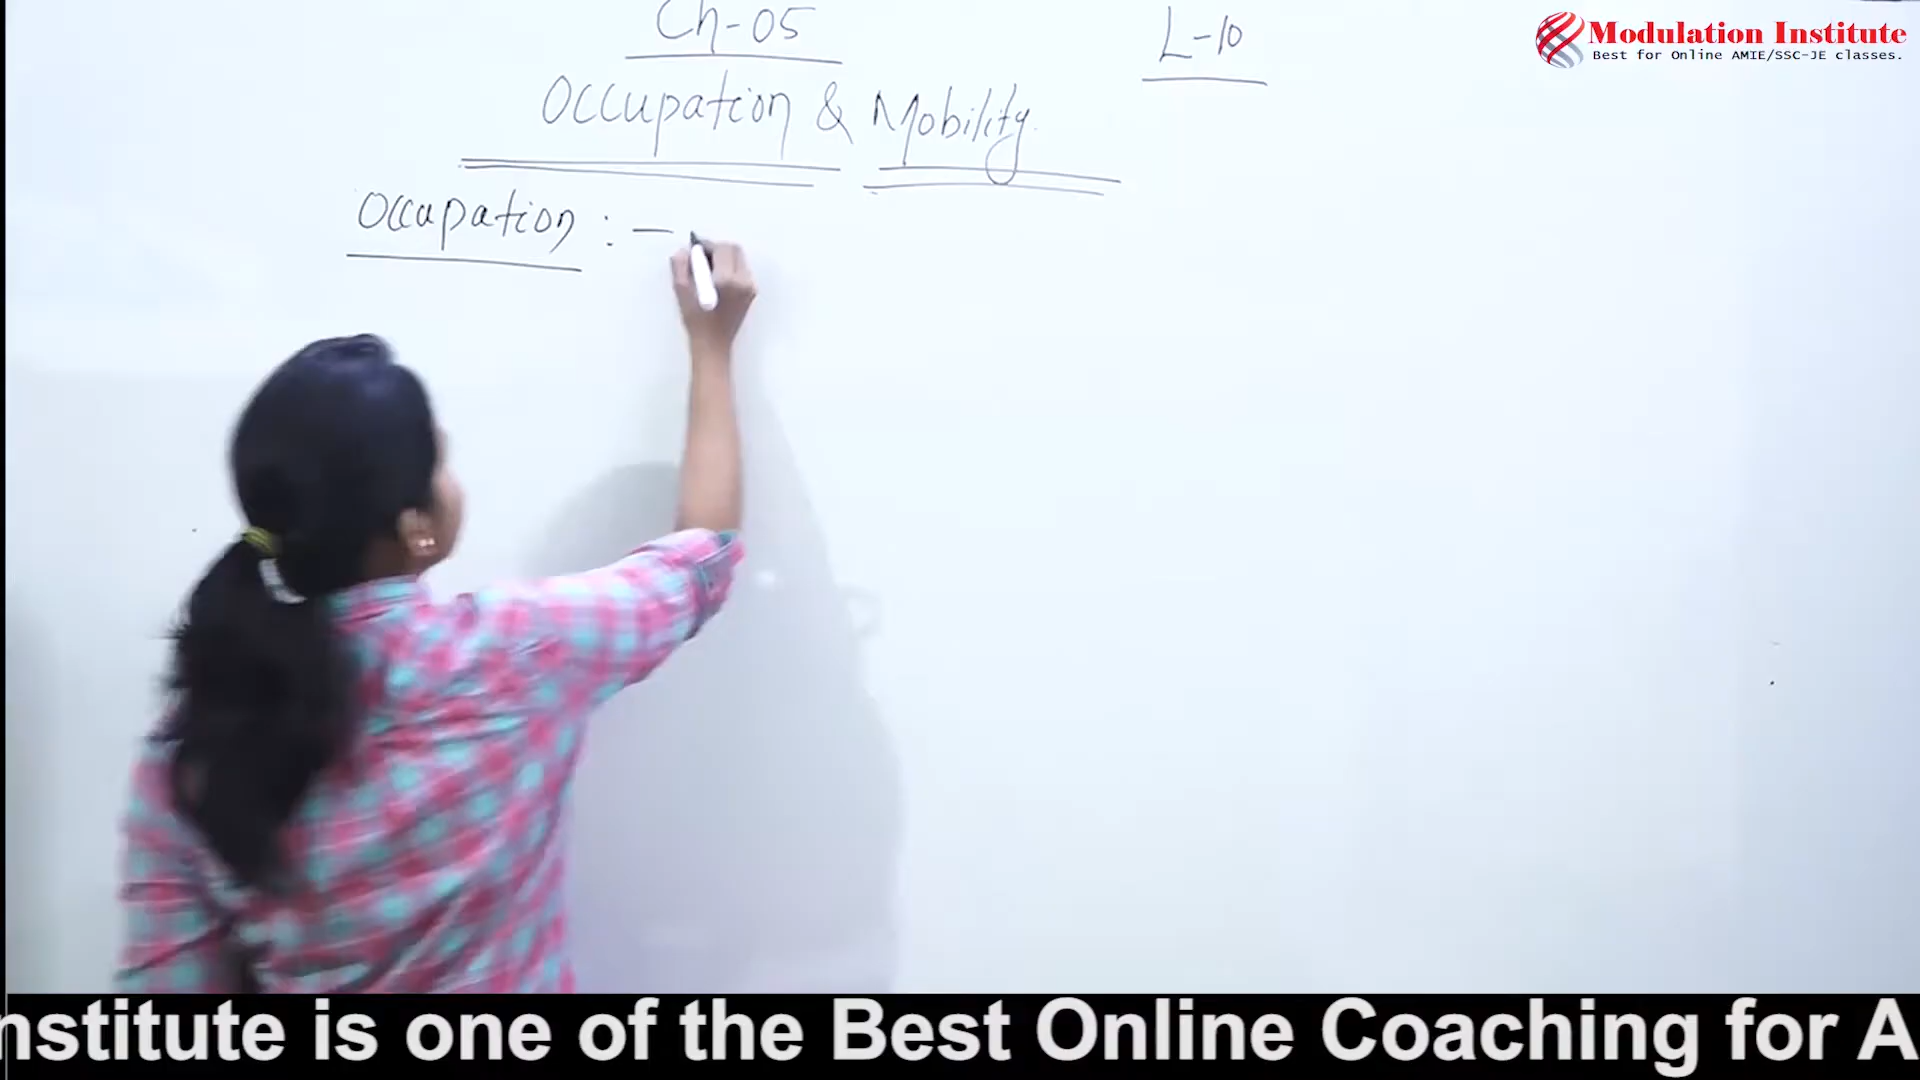 Ch-05
L-10
Modulation Institute
Best for Online AMIE/SSC-JE classes.
Occupation & Mobility.
Occupation : -
nstitute is one of the Best Online Coaching for A